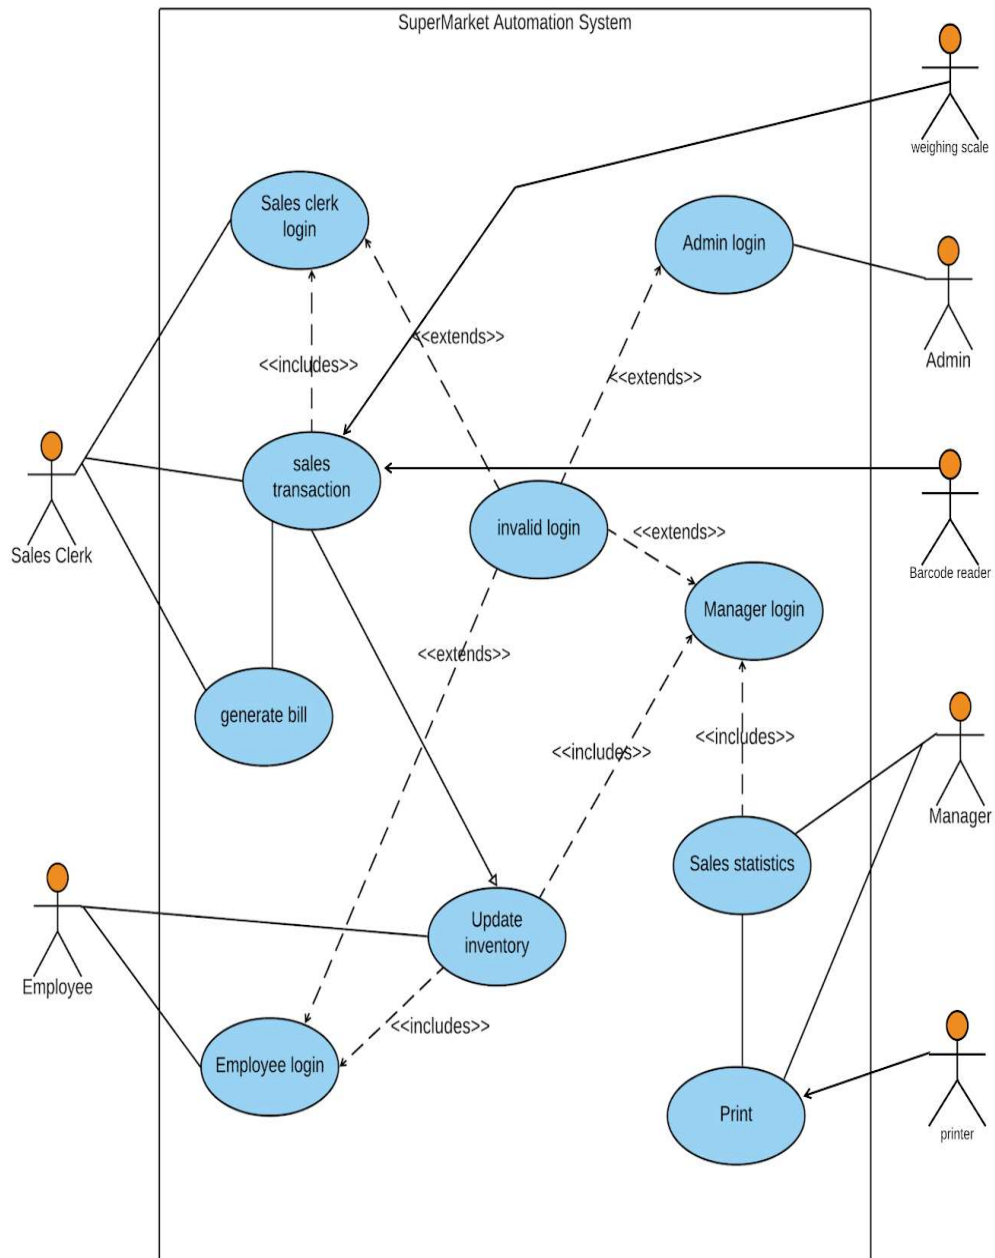 SuperMarket Automation System
weighing scale
Sales clerk
login
Admin login
<<extends>>
<<includes>>
<<extends>>
Admin
sales
transaction
invalid login
<<extends>>
Sales Clerk
Barcode reader
Manager login
<<extends>>
generate bill
<<includes>>
<<includes>>
Manager
Sales statistics
Update
inventory
Employee
<<includes>>
Employee login
Print
printer